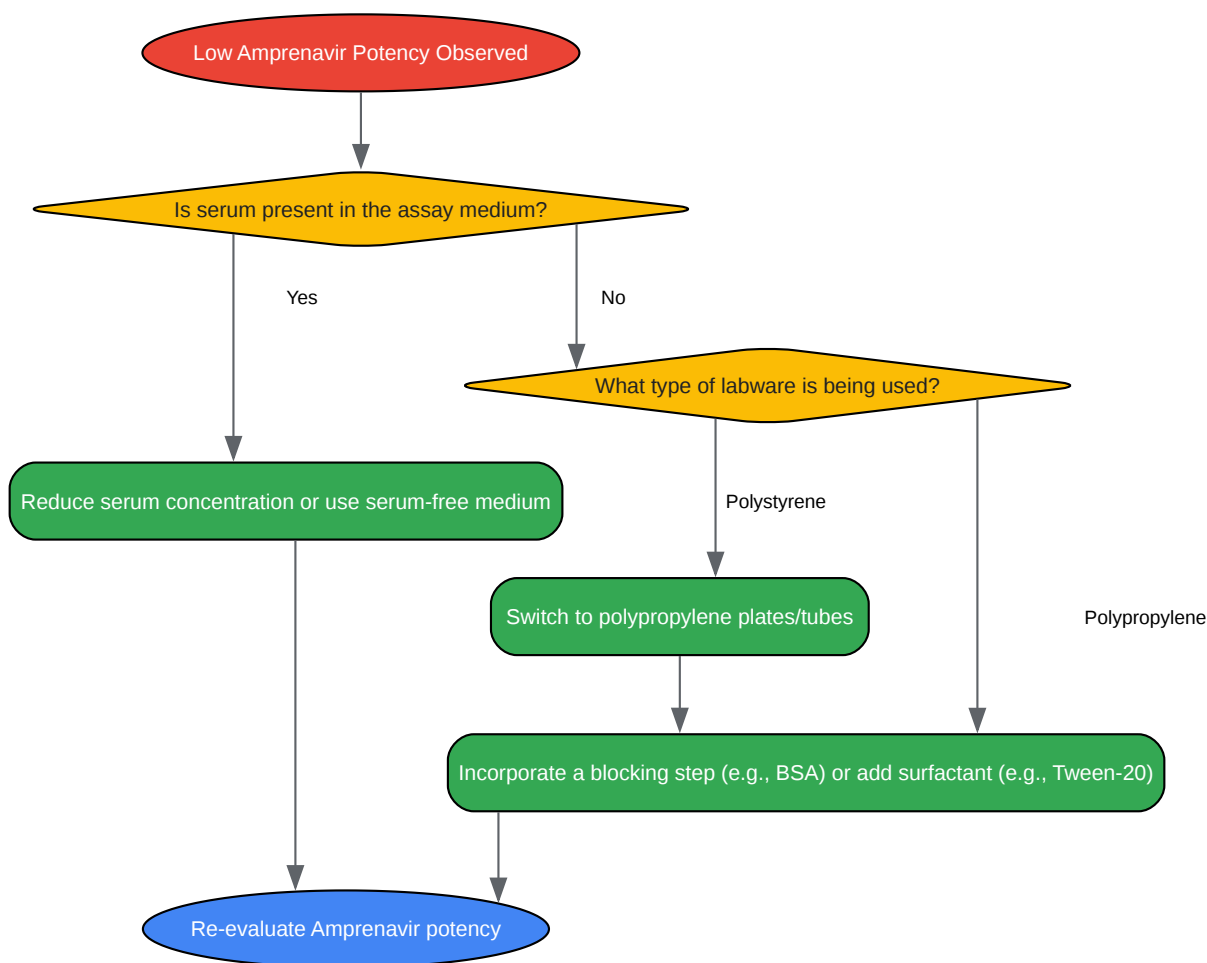 Low Amprenavir Potency Observed
Is serum present in the assay medium?
Yes
No
What type of labware is being used?
Reduce serum concentration or use serum-free medium
Polystyrene
Switch to polypropylene plates/tubes
Polypropylene
Incorporate a blocking step (e.g., BSA) or add surfactant (e.g., Tween-20)
Re-evaluate Amprenavir potency